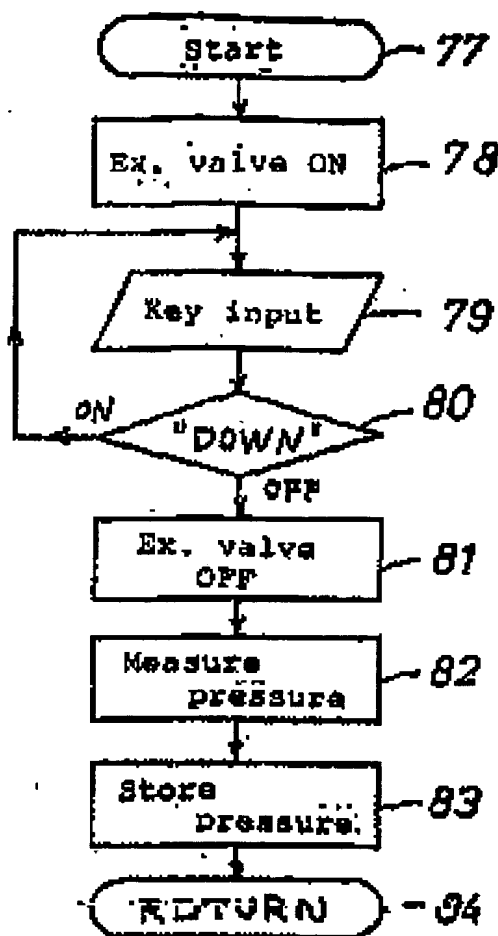 Start 77
Ex. valve ON 78
Key input 79
ON "DOWN" 80
OFF
Ex. valve 81
OFF
Measure 82
pressure
Store 83
pressure
RETURN 84